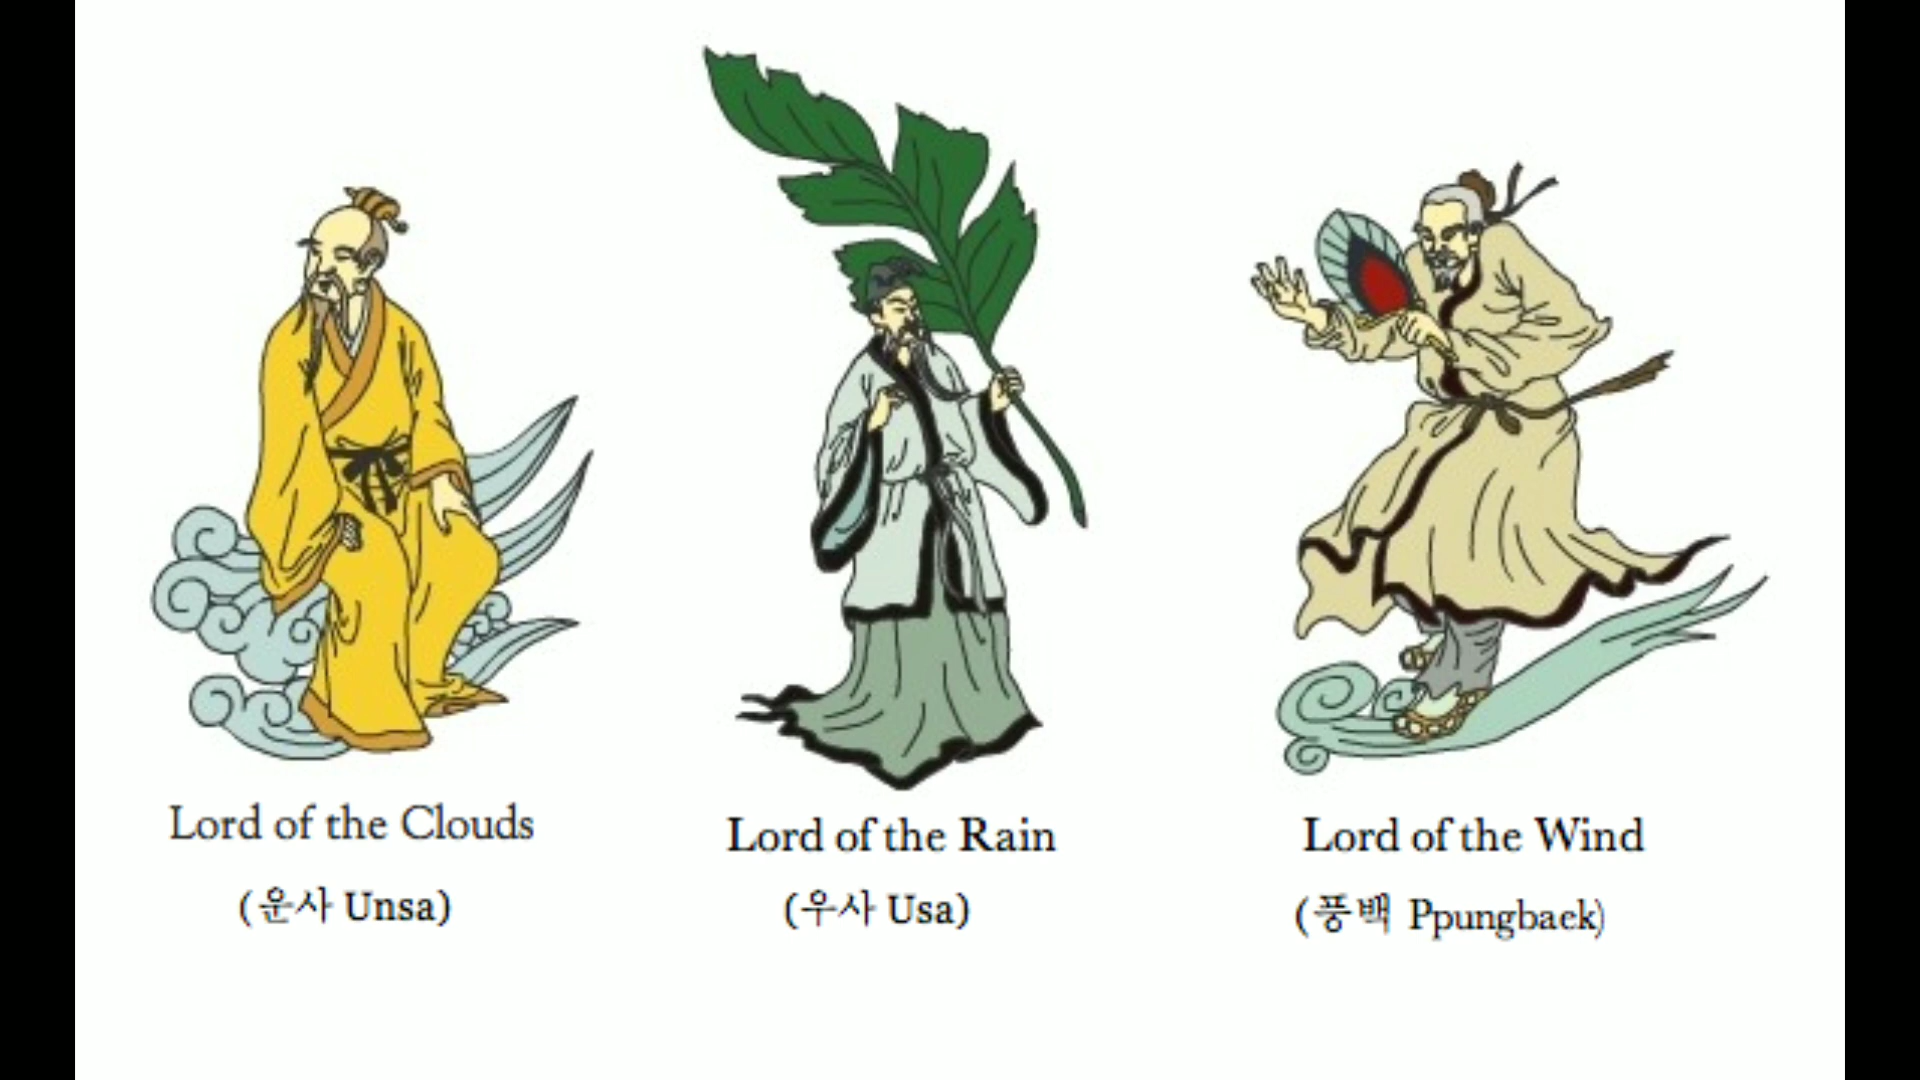 Lord of the Clouds
(운사 Unsa)
Lord of the Rain
(우사 Usa)
Lord of the Wind
(풍백 Ppungback)